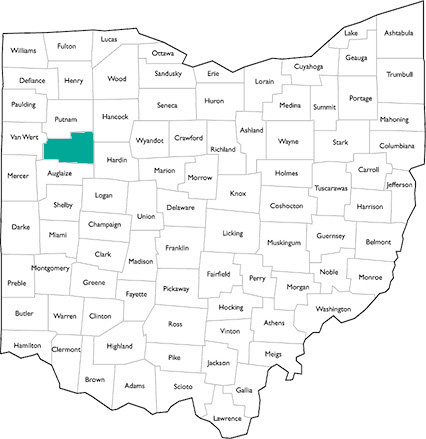 Williams
Fulton
Lucas
Ottawa
Lake
Ashtabula
Geauga
Cuyahoga
Trumbull
Defiance
Henry
Wood
Sandusky
Erie
Lorain
Medina
Summit
Portage
Mahoning
Paulding
Putnam
Hancock
Seneca
Huron
Ashland
Wayne
Stark
Columbiana
Van Wert
Wyandot
Crawford
Richland
Hardin
Mercer
Auglaize
Marion
Morrow
Holmes
Carroll
Jefferson
Knox
Tuscarawas
Shelby
Logan
Union
Delaware
Coshocton
Harrison
Darke
Miami
Champaign
Licking
Muskingum
Guernsey
Belmont
Clark
Madison
Franklin
Montgomery
Fairfield
Perry
Noble
Monroe
Preble
Greene
Fayette
Pickaway
Morgan
Hocking
Washington
Butler
Warren
Clinton
Ross
Vinton
Athens
Hamilton
Clermont
Highland
Pike
Jackson
Meigs
Brown
Adams
Scioto
Gallia
Lawrence